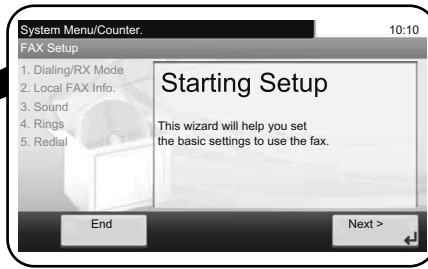 System Menu/Counter.
10:10
FAX Setup
1. Dialing/RX Mode
2. Local FAX Info.
3. Sound
4. Rings
5. Redial
Starting Setup
This wizard will help you set
the basic settings to use the fax.
End
Next >